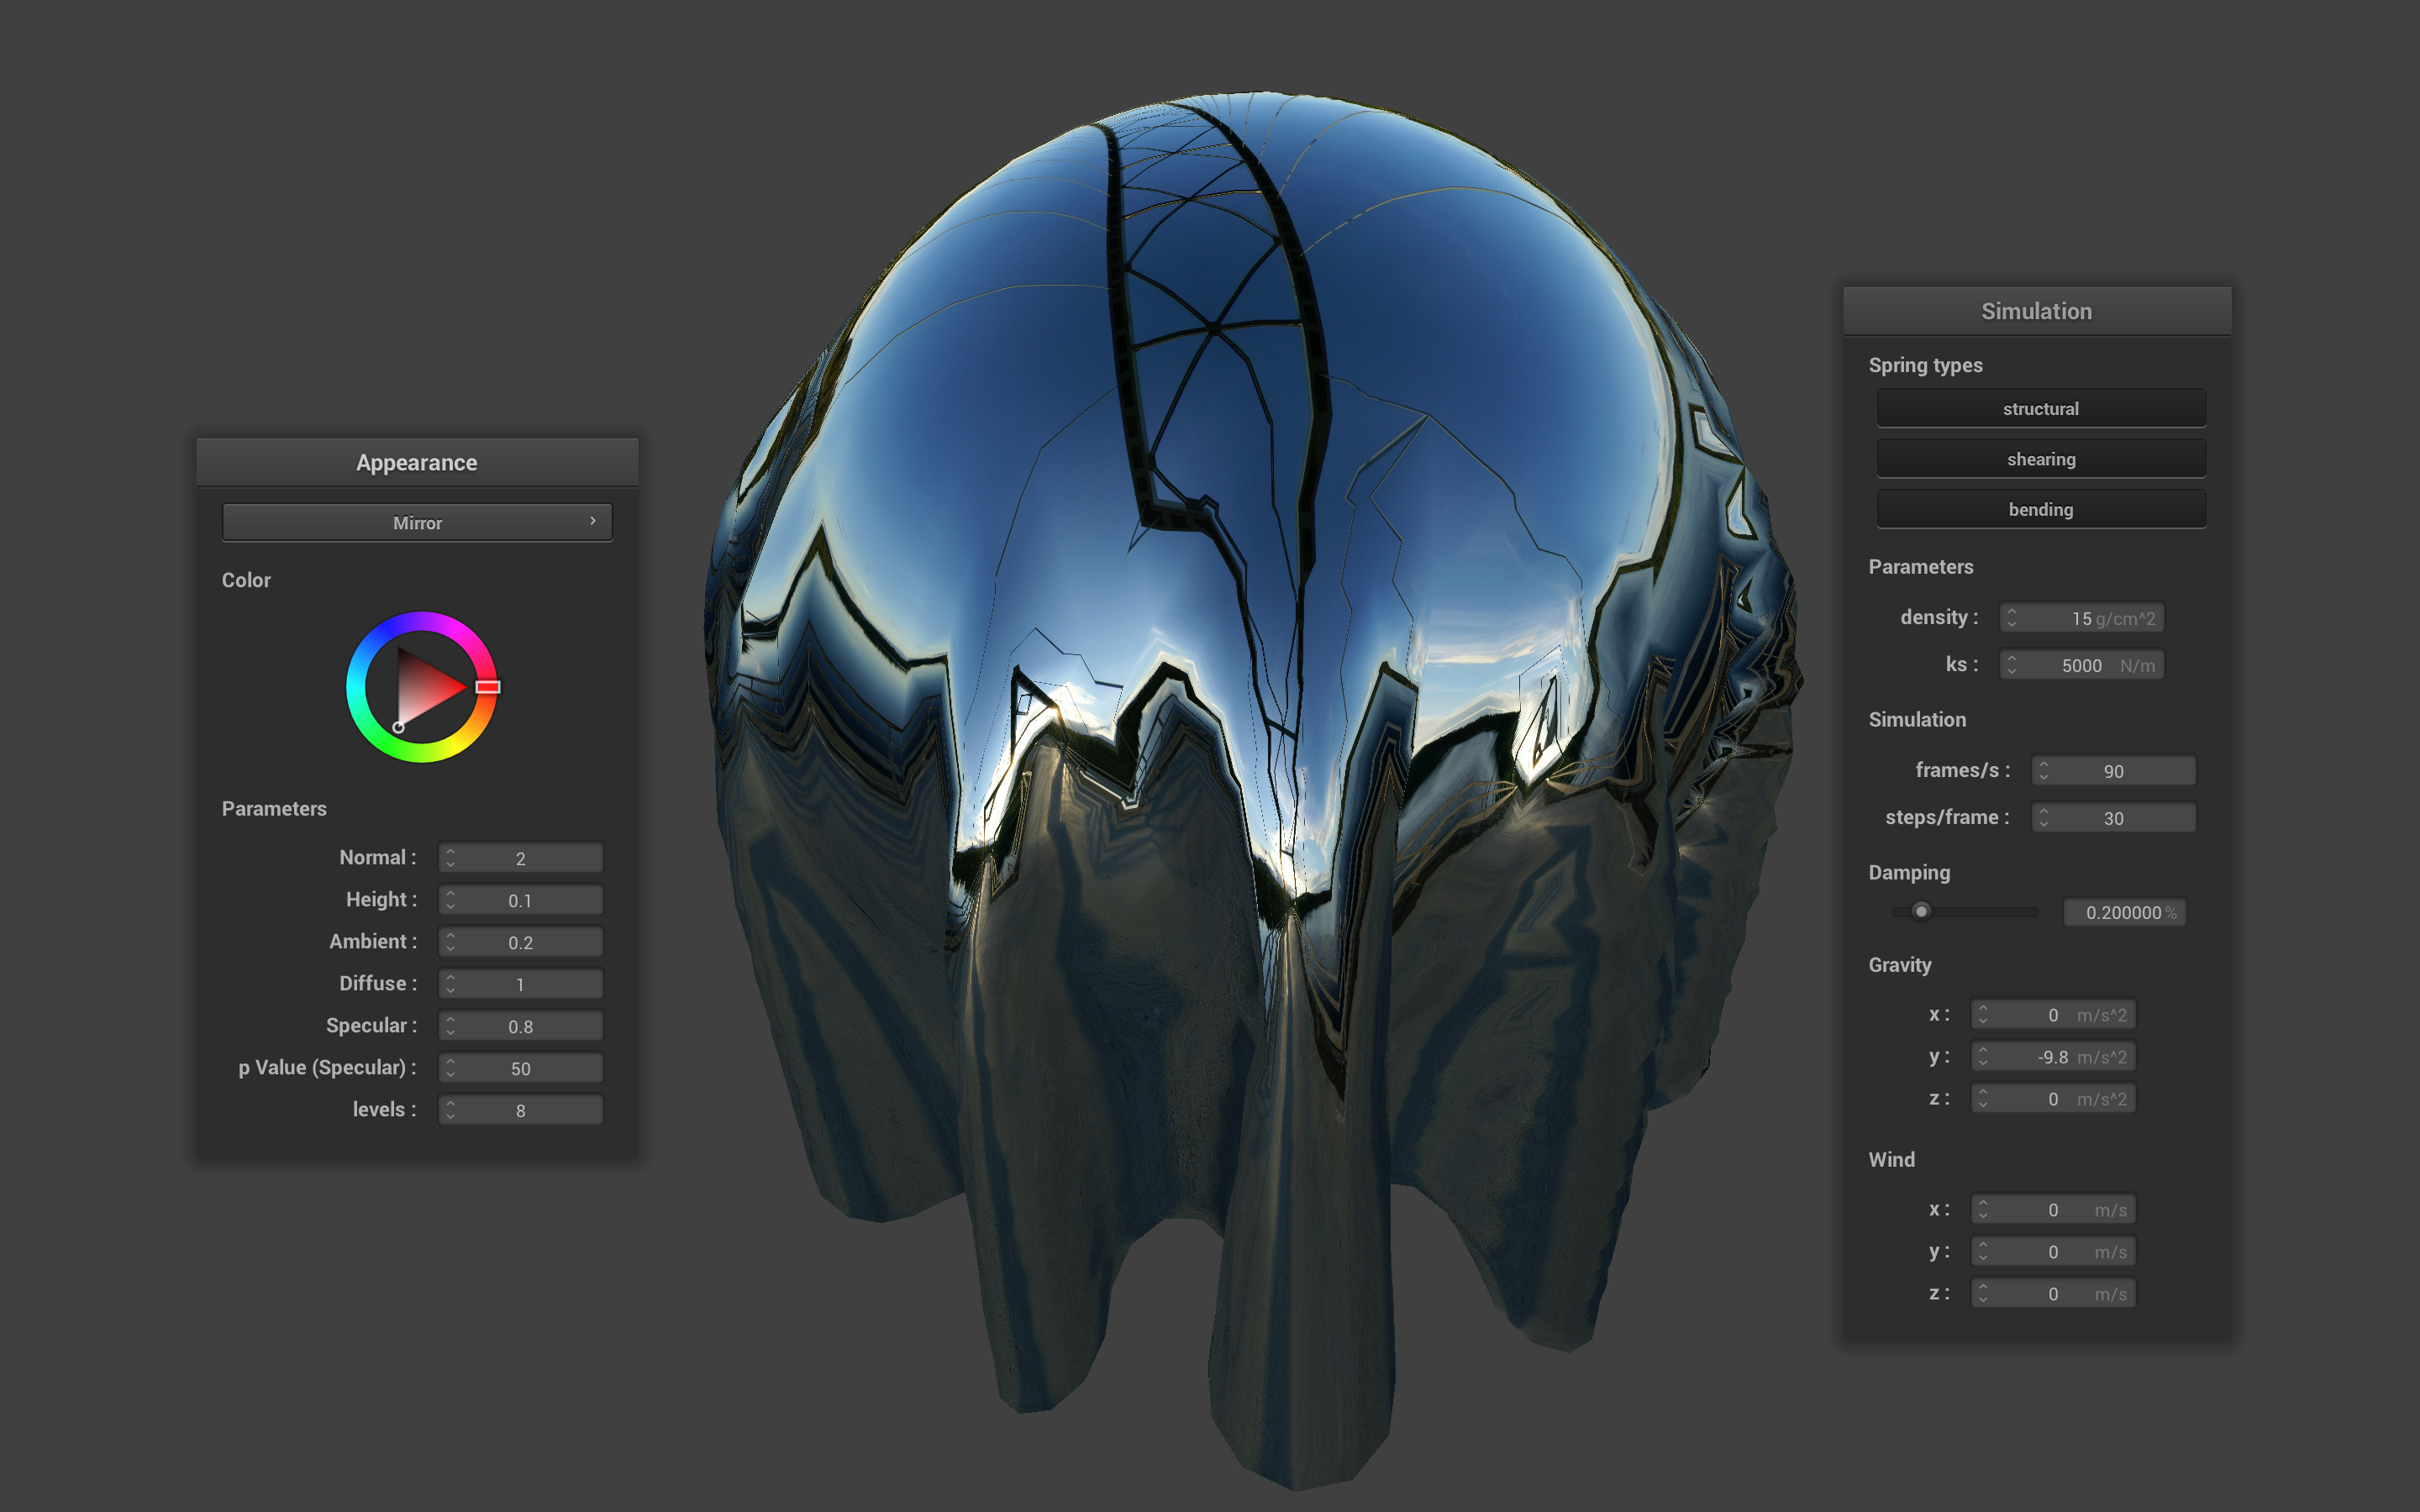 Appearance
Mirror
Color
Parameters
Normal : 2
Height : 0.1
Ambient : 0.2
Diffuse : 1
Specular : 0.8
p Value (Specular) : 50
levels : 8
Simulation
Spring types
structural
shearing
bending
Parameters
density : 15 g/cm^2
ks : 5000 N/m
Simulation
frames/s : 90
steps/frame : 30
Damping
0.200000 %
Gravity
x : 0 m/s^2
y : -9.8 m/s^2
z : 0 m/s^2
Wind
x : 0 m/s
y : 0 m/s
z : 0 m/s